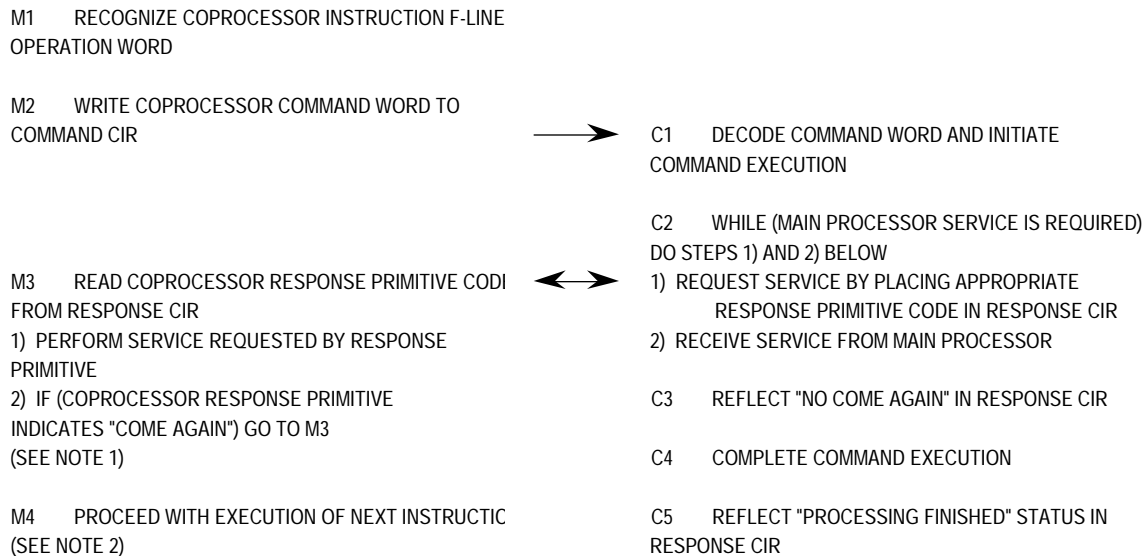 M1 RECOGNIZE COPROCESSOR INSTRUCTION F-LINE
OPERATION WORD
M2 WRITE COPROCESSOR COMMAND WORD TO
COMMAND CIR
M3 READ COPROCESSOR RESPONSE PRIMITIVE COD
FROM RESPONSE CIR
1) PERFORM SERVICE REQUESTED BY RESPONSE
PRIMITIVE
2) IF (COPROCESSOR RESPONSE PRIMITIVE
INDICATES "COME AGAIN") GO TO M3
(SEE NOTE 1)
M4 PROCEED WITH EXECUTION OF NEXT INSTRUCTIO
(SEE NOTE 2)
C1 DECODE COMMAND WORD AND INITIATE
COMMAND EXECUTION
C2 WHILE (MAIN PROCESSOR SERVICE IS REQUIRED)
DO STEPS 1) AND 2) BELOW
1) REQUEST SERVICE BY PLACING APPROPRIATE
RESPONSE PRIMITIVE CODE IN RESPONSE CIR
2) RECEIVE SERVICE FROM MAIN PROCESSOR
C3 REFLECT "NO COME AGAIN" IN RESPONSE CIR
C4 COMPLETE COMMAND EXECUTION
C5 REFLECT "PROCESSING FINISHED" STATUS IN
RESPONSE CIR